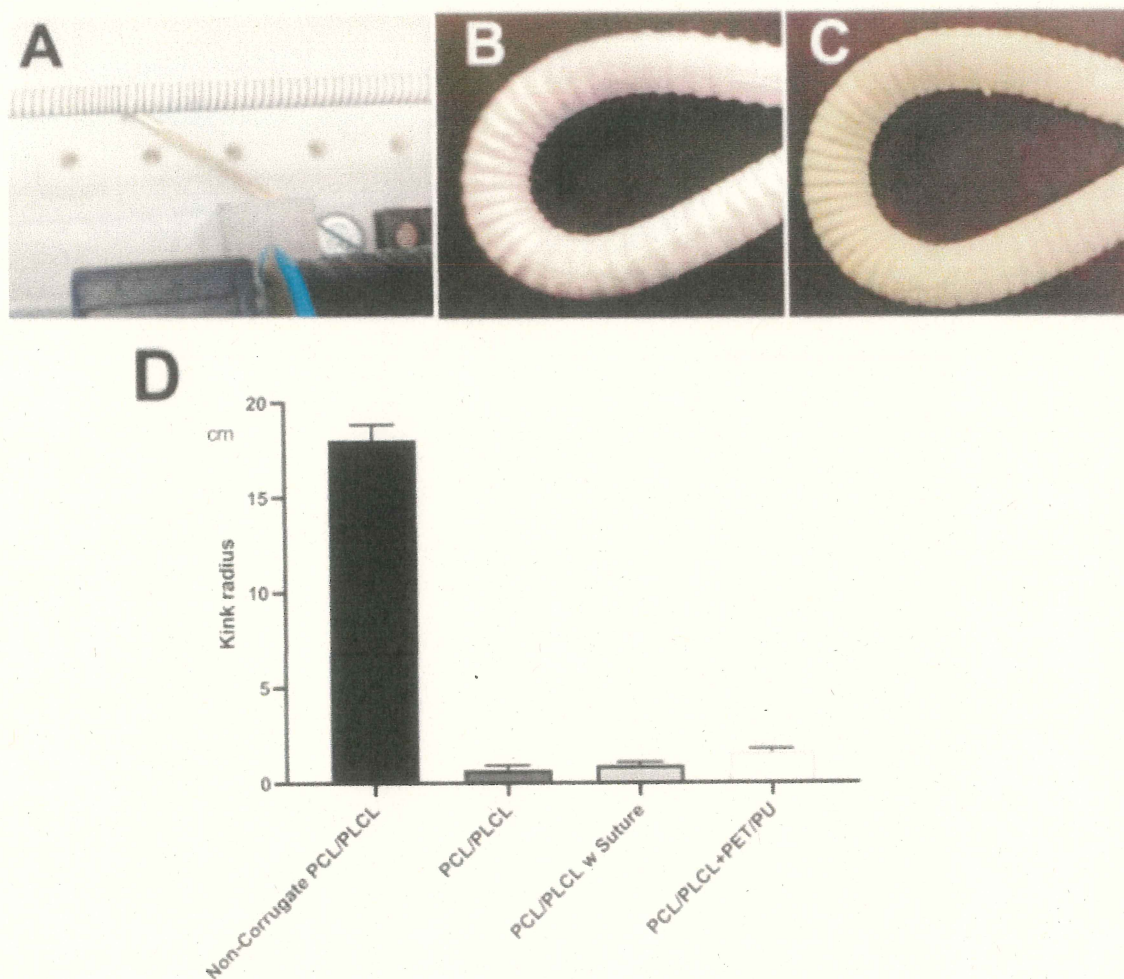 A
B
C
D
cm
Kink radius
20
15
10
5
0
Non-Corrugate PCL/PLCL
PCL/PLCL
PCL/PLCL w Suture
PCL/PLCL+PET/PU